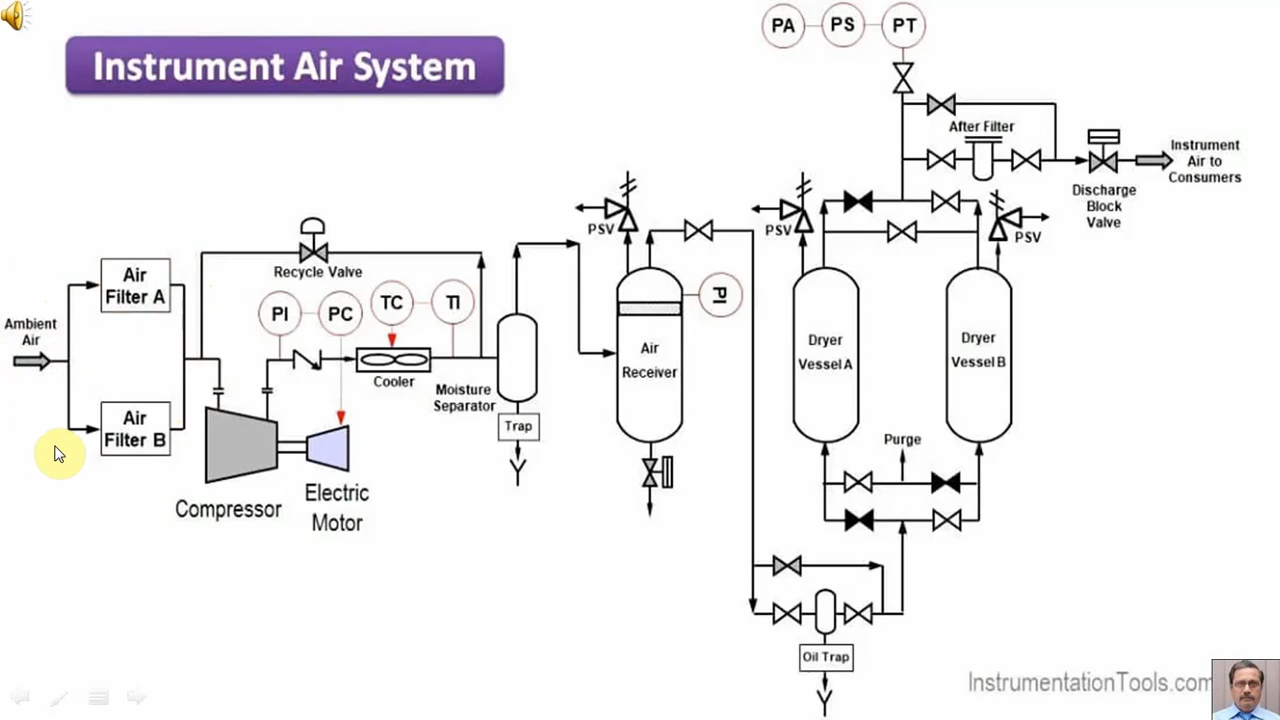 Instrument Air System
PA
PS
PT
After Filter
Instrument
Air to
Consumers
Discharge
Block
Valve
PSV
PSV
PSV
Recycle Valve
Air
Filter A
PI
PC
TC
TI
PI
Ambient
Air
Cooler
Moisture
Separator
Air
Receiver
Dryer
Vessel A
Dryer
Vessel B
Air
Filter B
Trap
Purge
Compressor
Electric
Motor
Oil Trap
InstrumentationTools.com